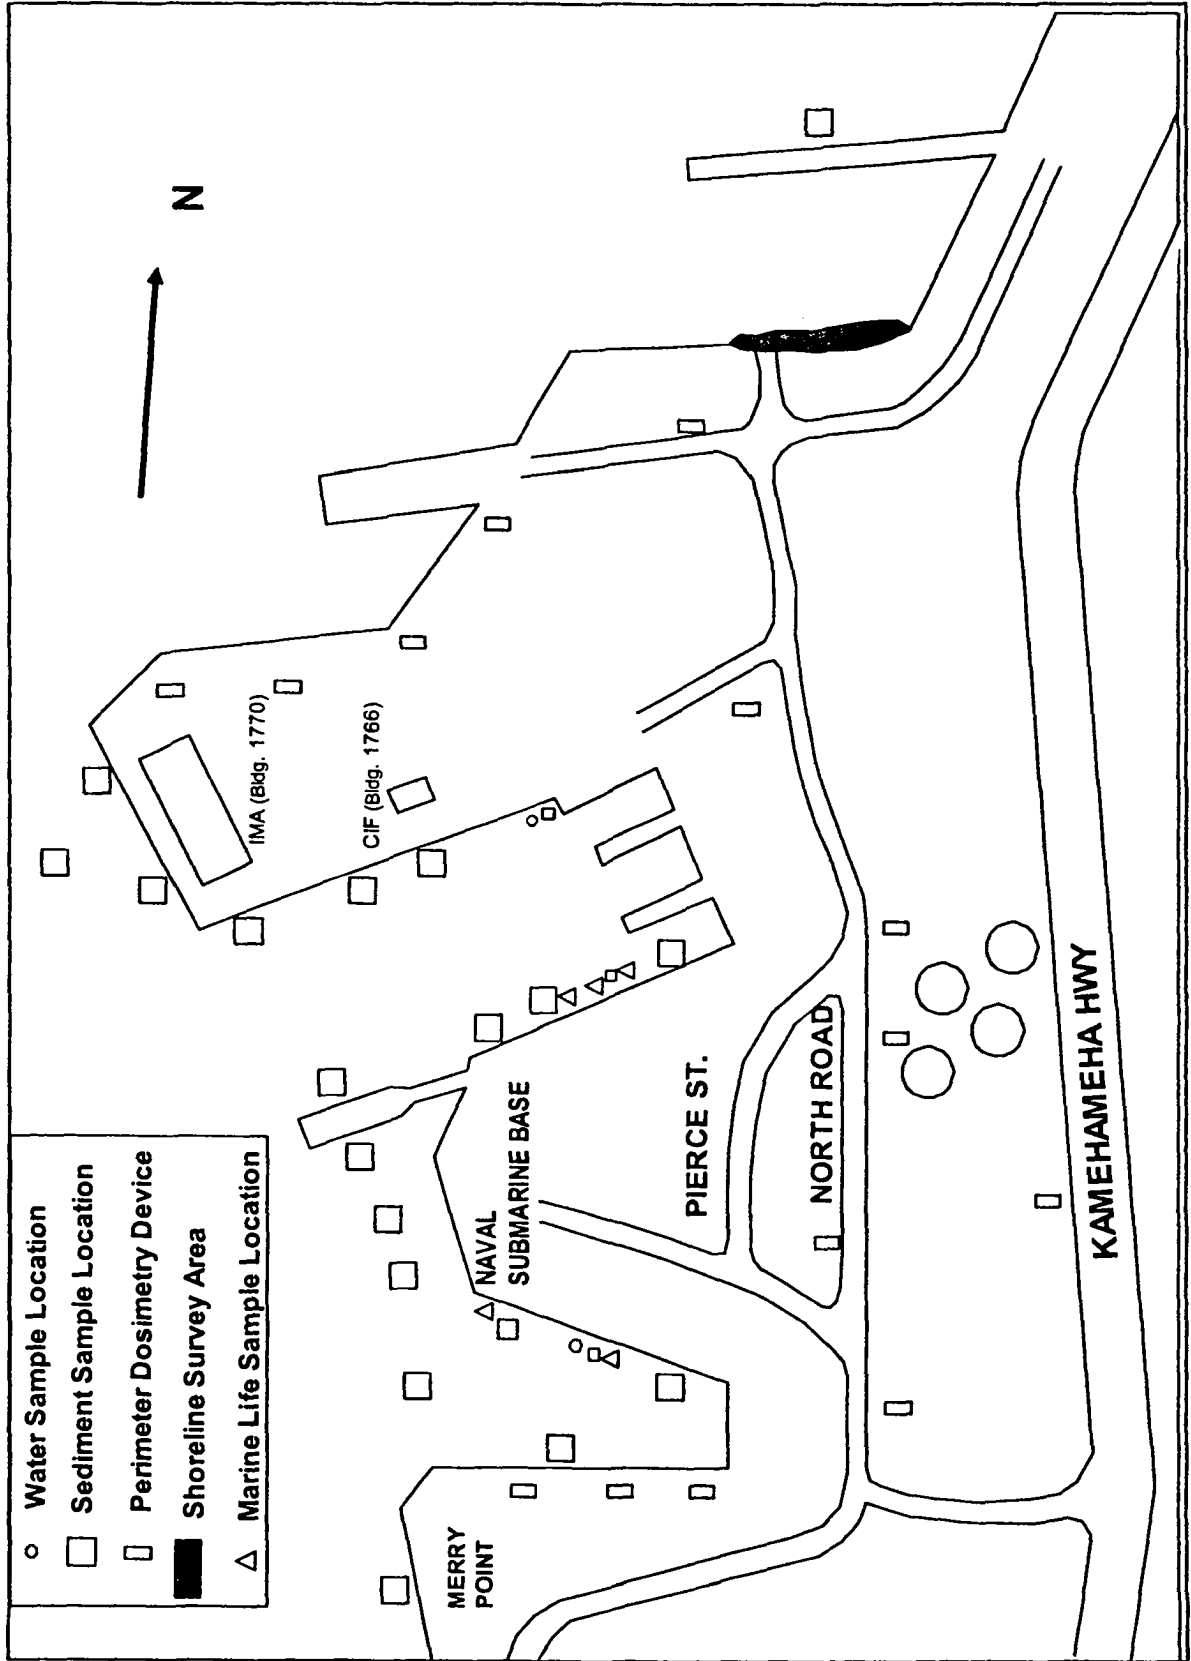 Water Sample Location
Sediment Sample Location
Perimeter Dosimetry Device
Shoreline Survey Area
Marine Life Sample Location
N
IMA (Bldg. 1770)
CIF (Bldg. 1766)
MERRY
POINT
NAVAL
SUBMARINE BASE
PIERCE ST.
NORTH ROAD
KAMEHAMEHA HWY